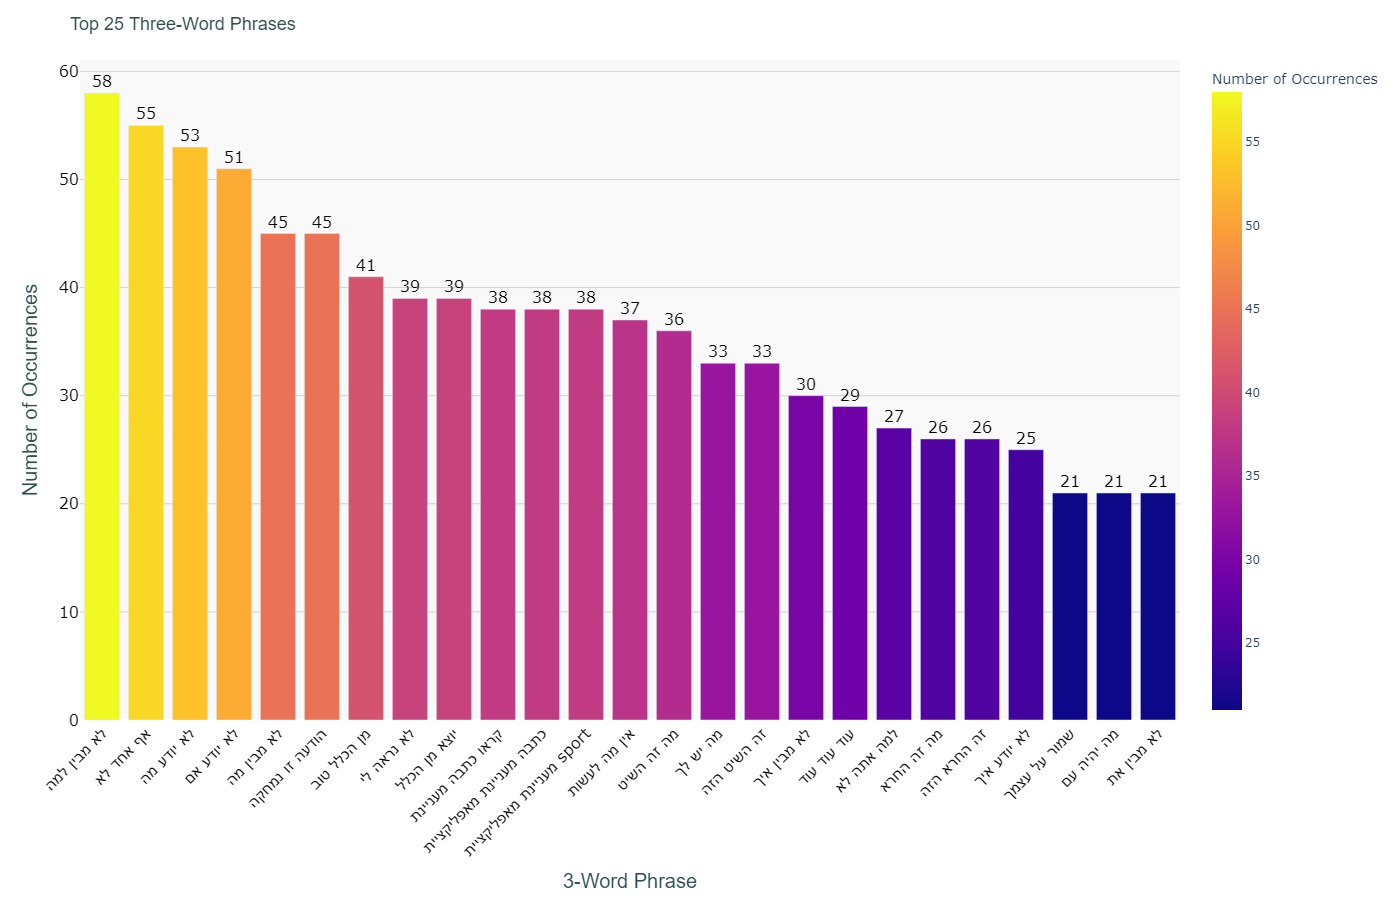 Top 25 Three-Word Phrases
Number of Occurrences
60
50
40
30
20
10
0
58
55
53
51
45
45
41
39
39
38
38
38
37
36
33
33
30
29
27
26
26
25
21
21
21
לא מבין למה
אף אחד לא
לא יודע מה
לא יודע אם
לא מבין מה
הודעה זו נמחקה
מן הכלל טוב
לא נראה לי
יוצא מן הכלל
קראו כתבה מעניינת
כתבה מעניינת מאפליקציית
מעניינת מאפליקציית sport
אין מה לעשות
מה זה השיט
מה יש לך
זה השיט הזה
לא מבין איך
עוד עוד עוד
למה אתה לא
מה זה החרא
זה החרא הזה
לא יודע איך
שמור על עצמך
מה יהיה עם
לא מבין את
3-Word Phrase
Number of Occurrences
55
50
45
40
35
30
25